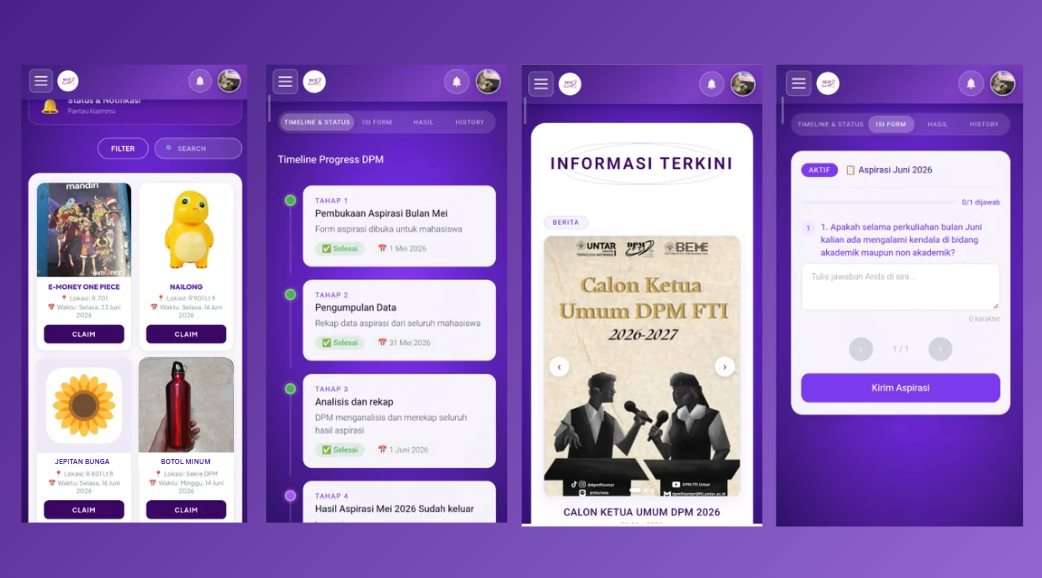 Status & Notifikasi
Pantau klaimmu
FILTER
SEARCH
mandiri
E-MONEY ONE PIECE
Lokasi: R 701
Waktu: Selasa, 23 Juni
2026
CLAIM
NAILONG
Lokasi: R 901 Lt 9
Waktu: Selasa, 16 Juni
2026
CLAIM
JEPITAN BUNGA
Lokasi: R 801 Lt 8
Waktu: Selasa, 16 Juni
2026
CLAIM
BOTOL MINUM
Lokasi: Sekre DPM
Waktu: Minggu, 14 Juni
2026
CLAIM
TIMELINE & STATUS
ISI FORM
HASIL
HISTORY
Timeline Progress DPM
TAHAP 1
Pembukaan Aspirasi Bulan Mei
Form aspirasi dibuka untuk mahasiswa
Selesai
1 Mei 2026
TAHAP 2
Pengumpulan Data
Rekap data aspirasi dari seluruh mahasiswa
Selesai
31 Mei 2026
TAHAP 3
Analisis dan rekap
DPM menganalisis dan merekap seluruh
hasil aspirasi
Selesai
1 Juni 2026
TAHAP 4
Hasil Aspirasi Mei 2026 Sudah keluar
INFORMASI TERKINI
BERITA
UNTAR
DPM
BEM
Calon Ketua
Umum DPM FTI
2026-2027
DPM FTI Untar
CALON KETUA UMUM DPM 2026
TIMELINE & STATUS
ISI FORM
HASIL
HISTORY
AKTIF
Aspirasi Juni 2026
0/1 dijawab
1
1. Apakah selama perkuliahan bulan Juni
kalian ada mengalami kendala di bidang
akademik maupun non akademik?
Tulis jawaban Anda di sini...
0 karakter
1 / 1
Kirim Aspirasi